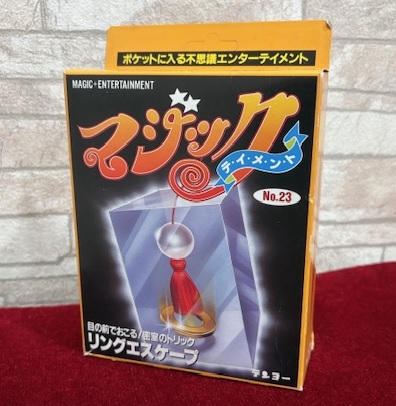 ポケットに入る不思議エンターテイメント
MAGIC+ENTERTAINMENT
マジック
テ・イ・メ・ン・ト
No.23
目の前でおこる!密室のトリック
リングエスケープ
テンヨー